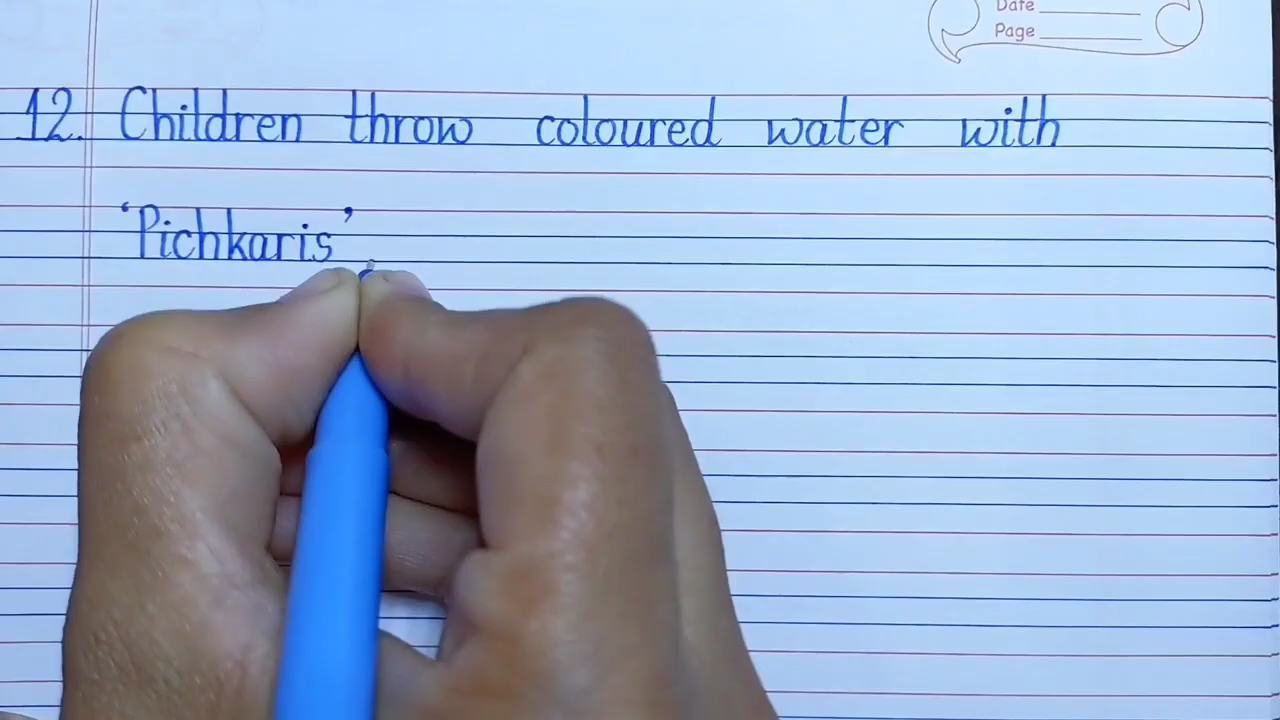 Date
Page
12. Children throw coloured water with
‘Pichkaris’